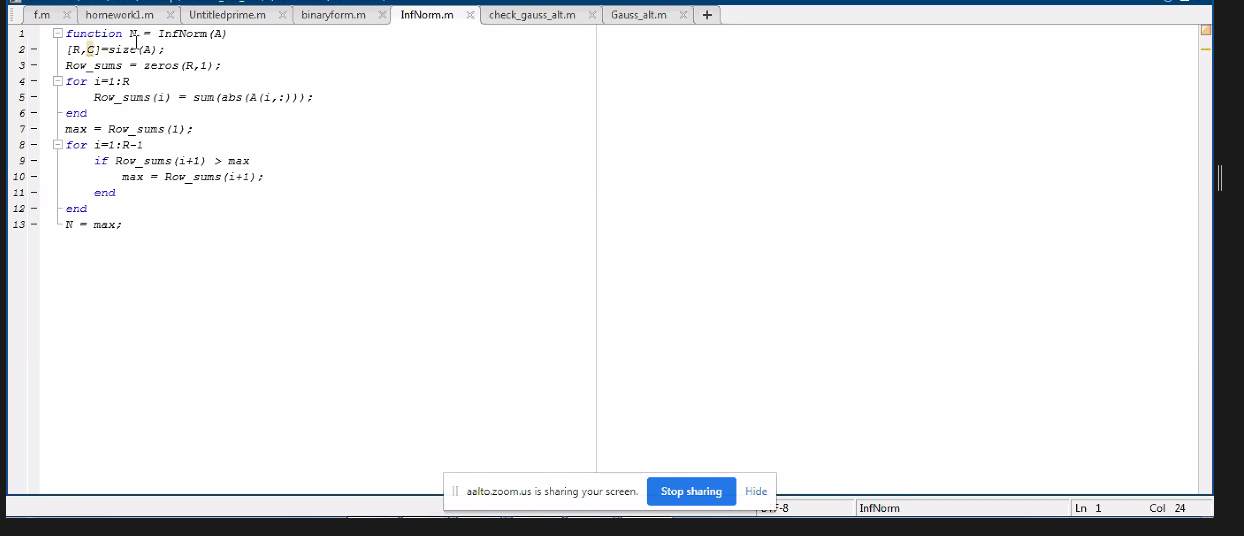 f.m homework1.m Untitledprime.m binaryform.m InfNorm.m check_gauss_alt.m Gauss_alt.m +
1 function N = InfNorm(A)
2 [R,C]=size(A);
3 Row_sums = zeros(R,1);
4 for i=1:R
5 Row_sums(i) = sum(abs(A(i,:)));
6 end
7 max = Row_sums(1);
8 for i=1:R-1
9 if Row_sums(i+1) > max
10 max = Row_sums(i+1);
11 end
12 end
13 N = max;
aalto.zoom.us is sharing your screen. Stop sharing Hide
InfNorm Ln 1 Col 24